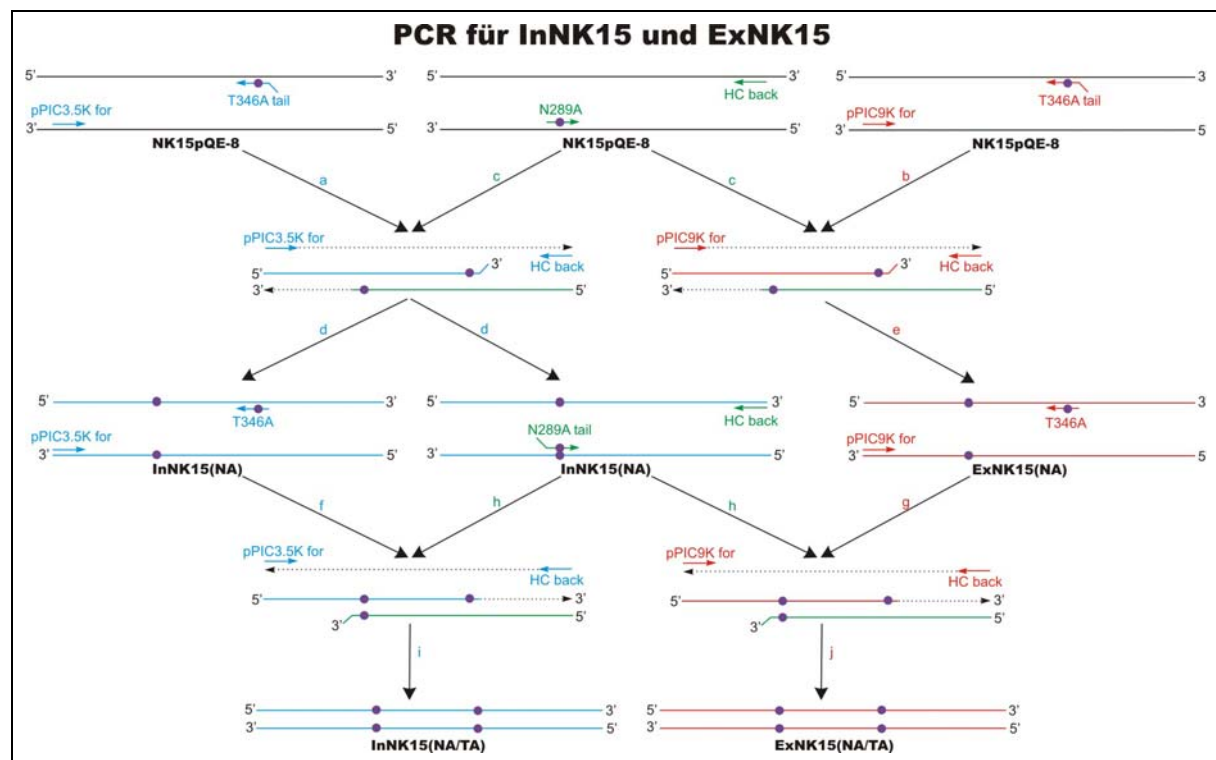 PCR für InNK15 und ExNK15
5' 3' 5' 3' 5' 3
T346A tail HC back T346A tail
pPIC3.5K for N289A pPIC9K for
3' 5' 3' 5' 3' 5
NK15pQE-8 NK15pQE-8 NK15pQE-8
a c c b
pPIC3.5K for pPIC9K for
3' HC back 3' HC back
5' 5'
3' 5' 3' 5'
d d e
5' 3' 5' 3' 5' 3
T346A HC back T346A
pPIC3.5K for N289A tail pPIC9K for
3' 5' 3' 5' 3' 5
InNK15(NA) InNK15(NA) ExNK15(NA)
f h h g
pPIC3.5K for pPIC9K for
HC back HC back
5' 3' 5' 3'
3' 5' 3' 5'
i j
5' 3' 5' 3'
3' 5' 3' 5'
InNK15(NA/TA) ExNK15(NA/TA)